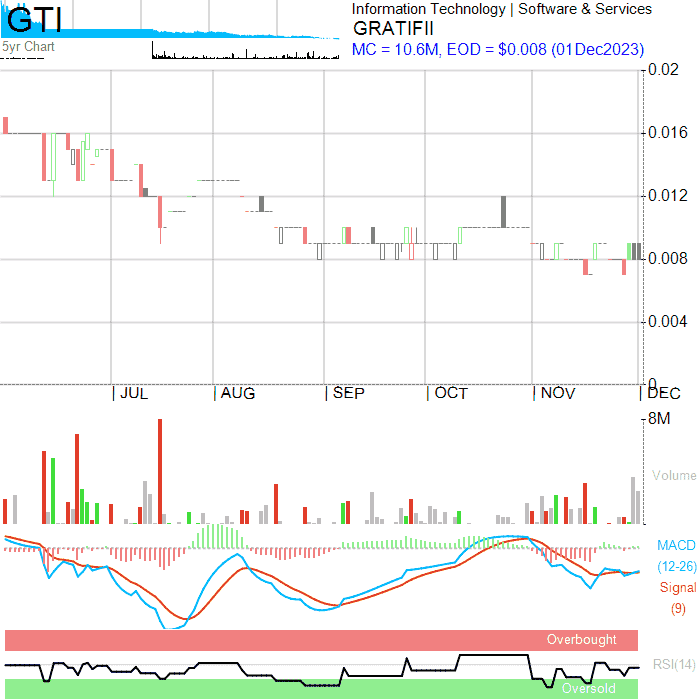 GTI
5yr Chart
Information Technology | Software & Services
GRATIFII
MC = 10.6M, EOD = $0.008 (01Dec2023)
0.02
0.016
0.012
0.008
0.004
0
| JUL | AUG | SEP | OCT | NOV | DEC
8M
Volume
MACD
(12-26)
Signal
(9)
Overbought
RSI(14)
Oversold